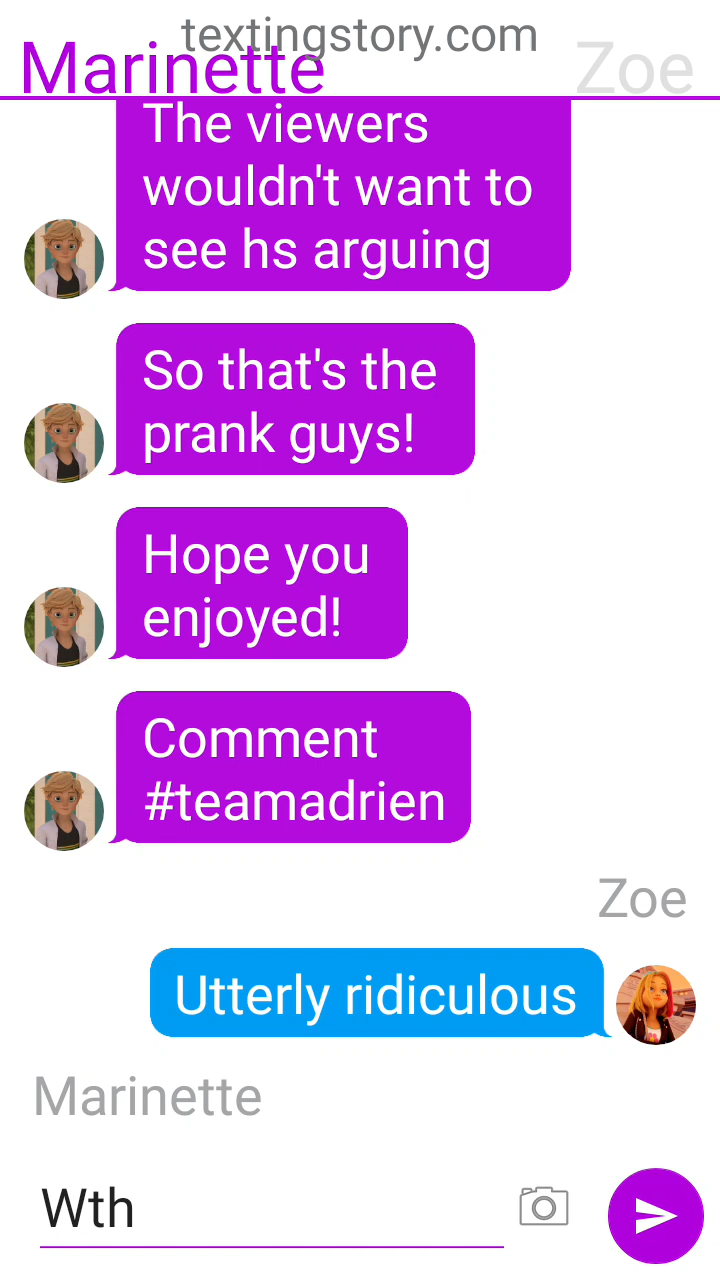 textingstory.com
Marinette
Zoe
The viewers
wouldn't want to
see hs arguing
So that's the
prank guys!
Hope you
enjoyed!
Comment
#teamadrien
Zoe
Utterly ridiculous
Marinette
Wth